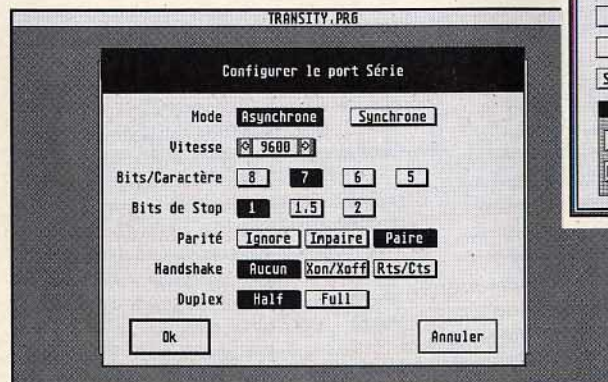 TRANSITY.PRG
Configurer le port Série
Mode Asynchrone Synchrone
Vitesse 9600
Bits/Caractère 8 7 6 5
Bits de Stop 1 1.5 2
Parité Ignore Impaire Paire
Handshake Aucun Xon/Xoff Rts/Cts
Duplex Half Full
Ok Annuler